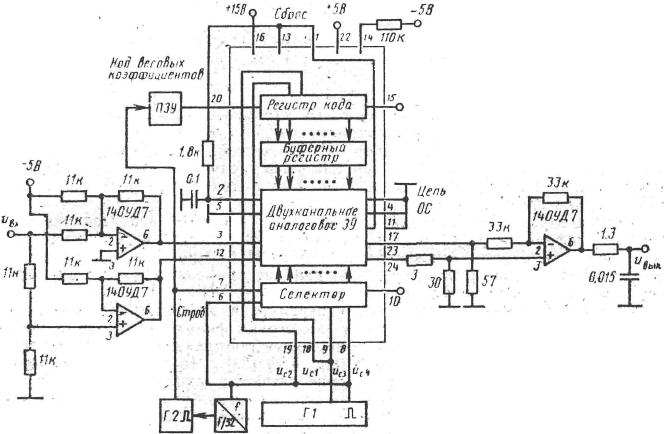 +15В
Сброс
+5В
-5В
16
13
1
22
14
110к
Код весовых
коэффициентов
ПЗУ
20
Регистр кода
15
Буферный
регистр
1,8к
0.1
2
5
Двухканальное
аналоговое ЗУ
4
11
Цепь
ОС
-5В
11к
11к
140УД7
uвх
11к
2
3
6
3
17
33к
33к
140УД7
2
3
6
1.3
uвых
11к
11к
11к
140УД7
2
3
6
12
23
24
3
30
57
0,015
7
6
Селектор
10
Строб
11к
19
18
9
8
uс2
uс1
uс3
uс4
Г2
f
f/32
Г1